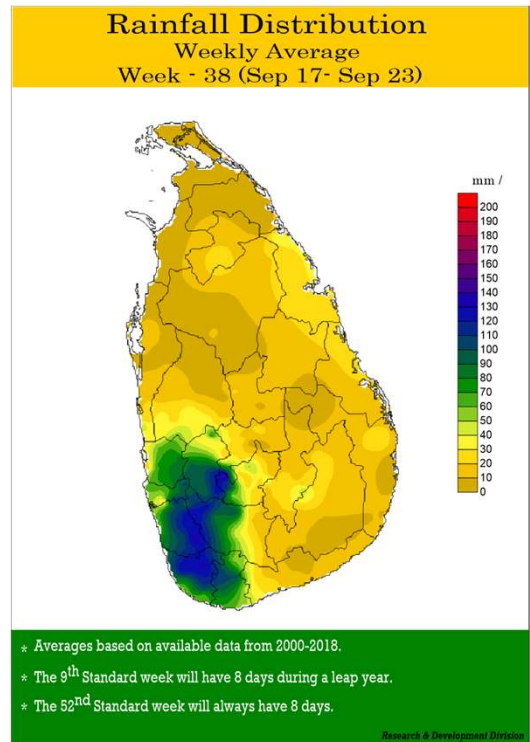 Rainfall Distribution
Weekly Average
Week - 38 (Sep 17- Sep 23)
mm /
200
190
180
170
160
150
140
130
120
110
100
90
80
70
60
50
40
30
20
10
0
* Averages based on available data from 2000-2018.
* The 9th Standard week will have 8 days during a leap year.
* The 52nd Standard week will always have 8 days.
Research & Development Division